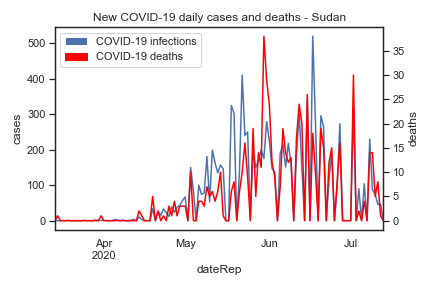 New COVID-19 daily cases and deaths - Sudan
COVID-19 infections
COVID-19 deaths
500
400
300
200
100
0
cases
35
30
25
20
15
10
5
0
deaths
Apr
2020
May
Jun
Jul
dateRep